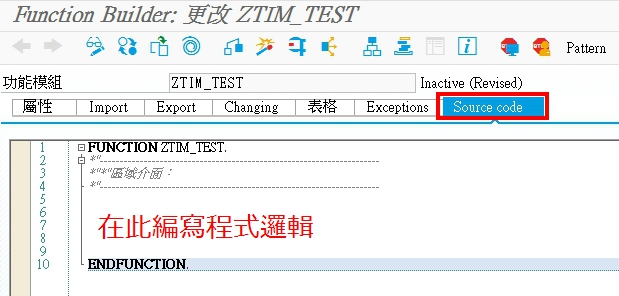 Function Builder: 更改 ZTIM_TEST
Pattern
功能模組 ZTIM_TEST Inactive (Revised)
屬性 Import Export Changing 表格 Exceptions Source code
1 FUNCTION ZTIM_TEST.
2 *"----------------------------------------------------------------------
3 *"*"區域介面：
4 *"----------------------------------------------------------------------
5
6
7 在此編寫程式邏輯
8
9
10 ENDFUNCTION.